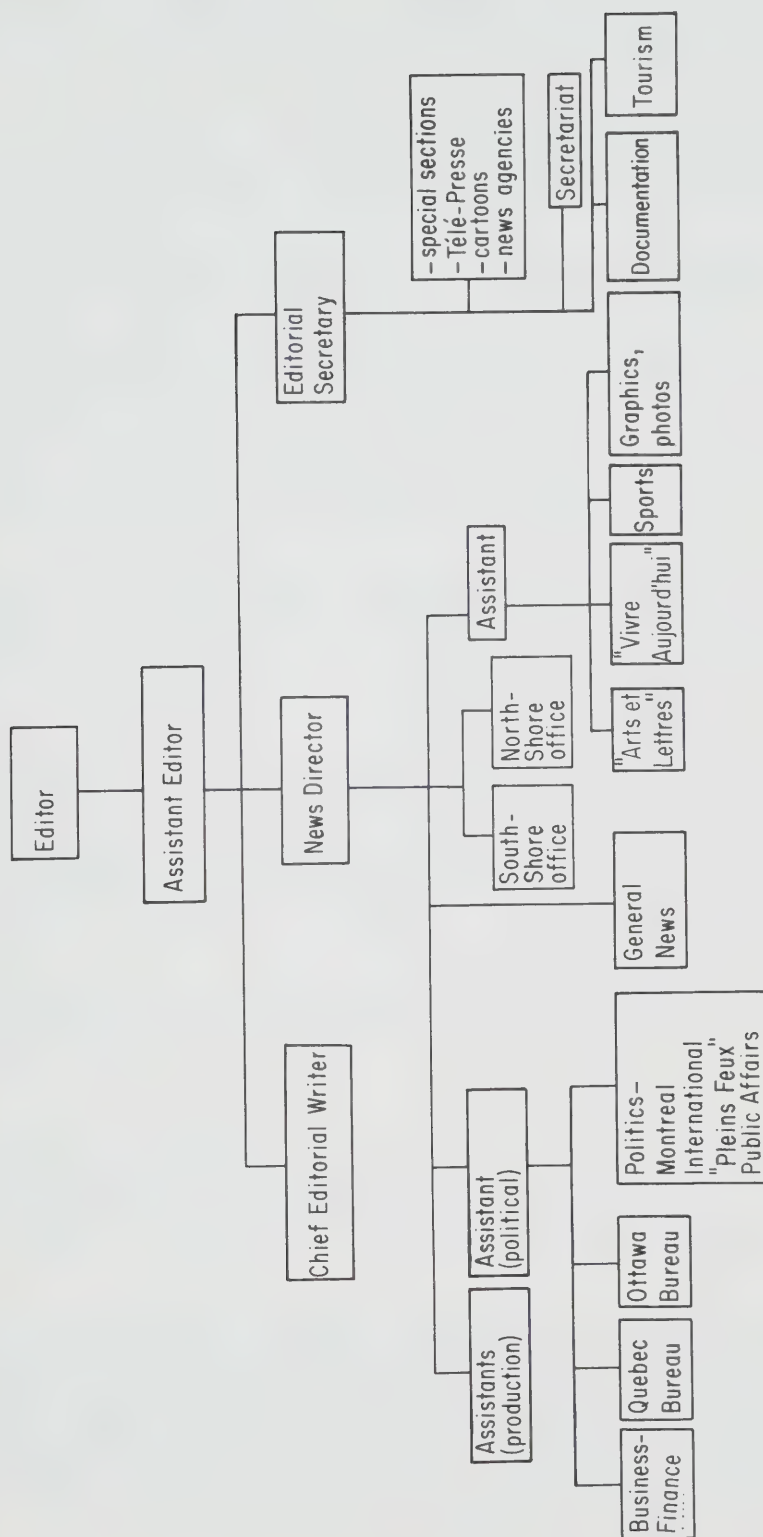 Editor
Assistant Editor
Chief Editorial Writer
News Director
Editorial
Secretary
– special sections
– Télé-Presse
– cartoons
– news agencies
Secretariat
Documentation
Tourism
Assistants
(production)
Assistant
(political)
South-
Shore
office
North-
Shore
office
Assistant
Business-
Finance
Quebec
Bureau
Ottawa
Bureau
Politics–
Montreal
International
"Pleins Feux"
Public Affairs
General
News
"Arts et
Lettres"
"Vivre
Aujourd'hui"
Sports
Graphics,
photos